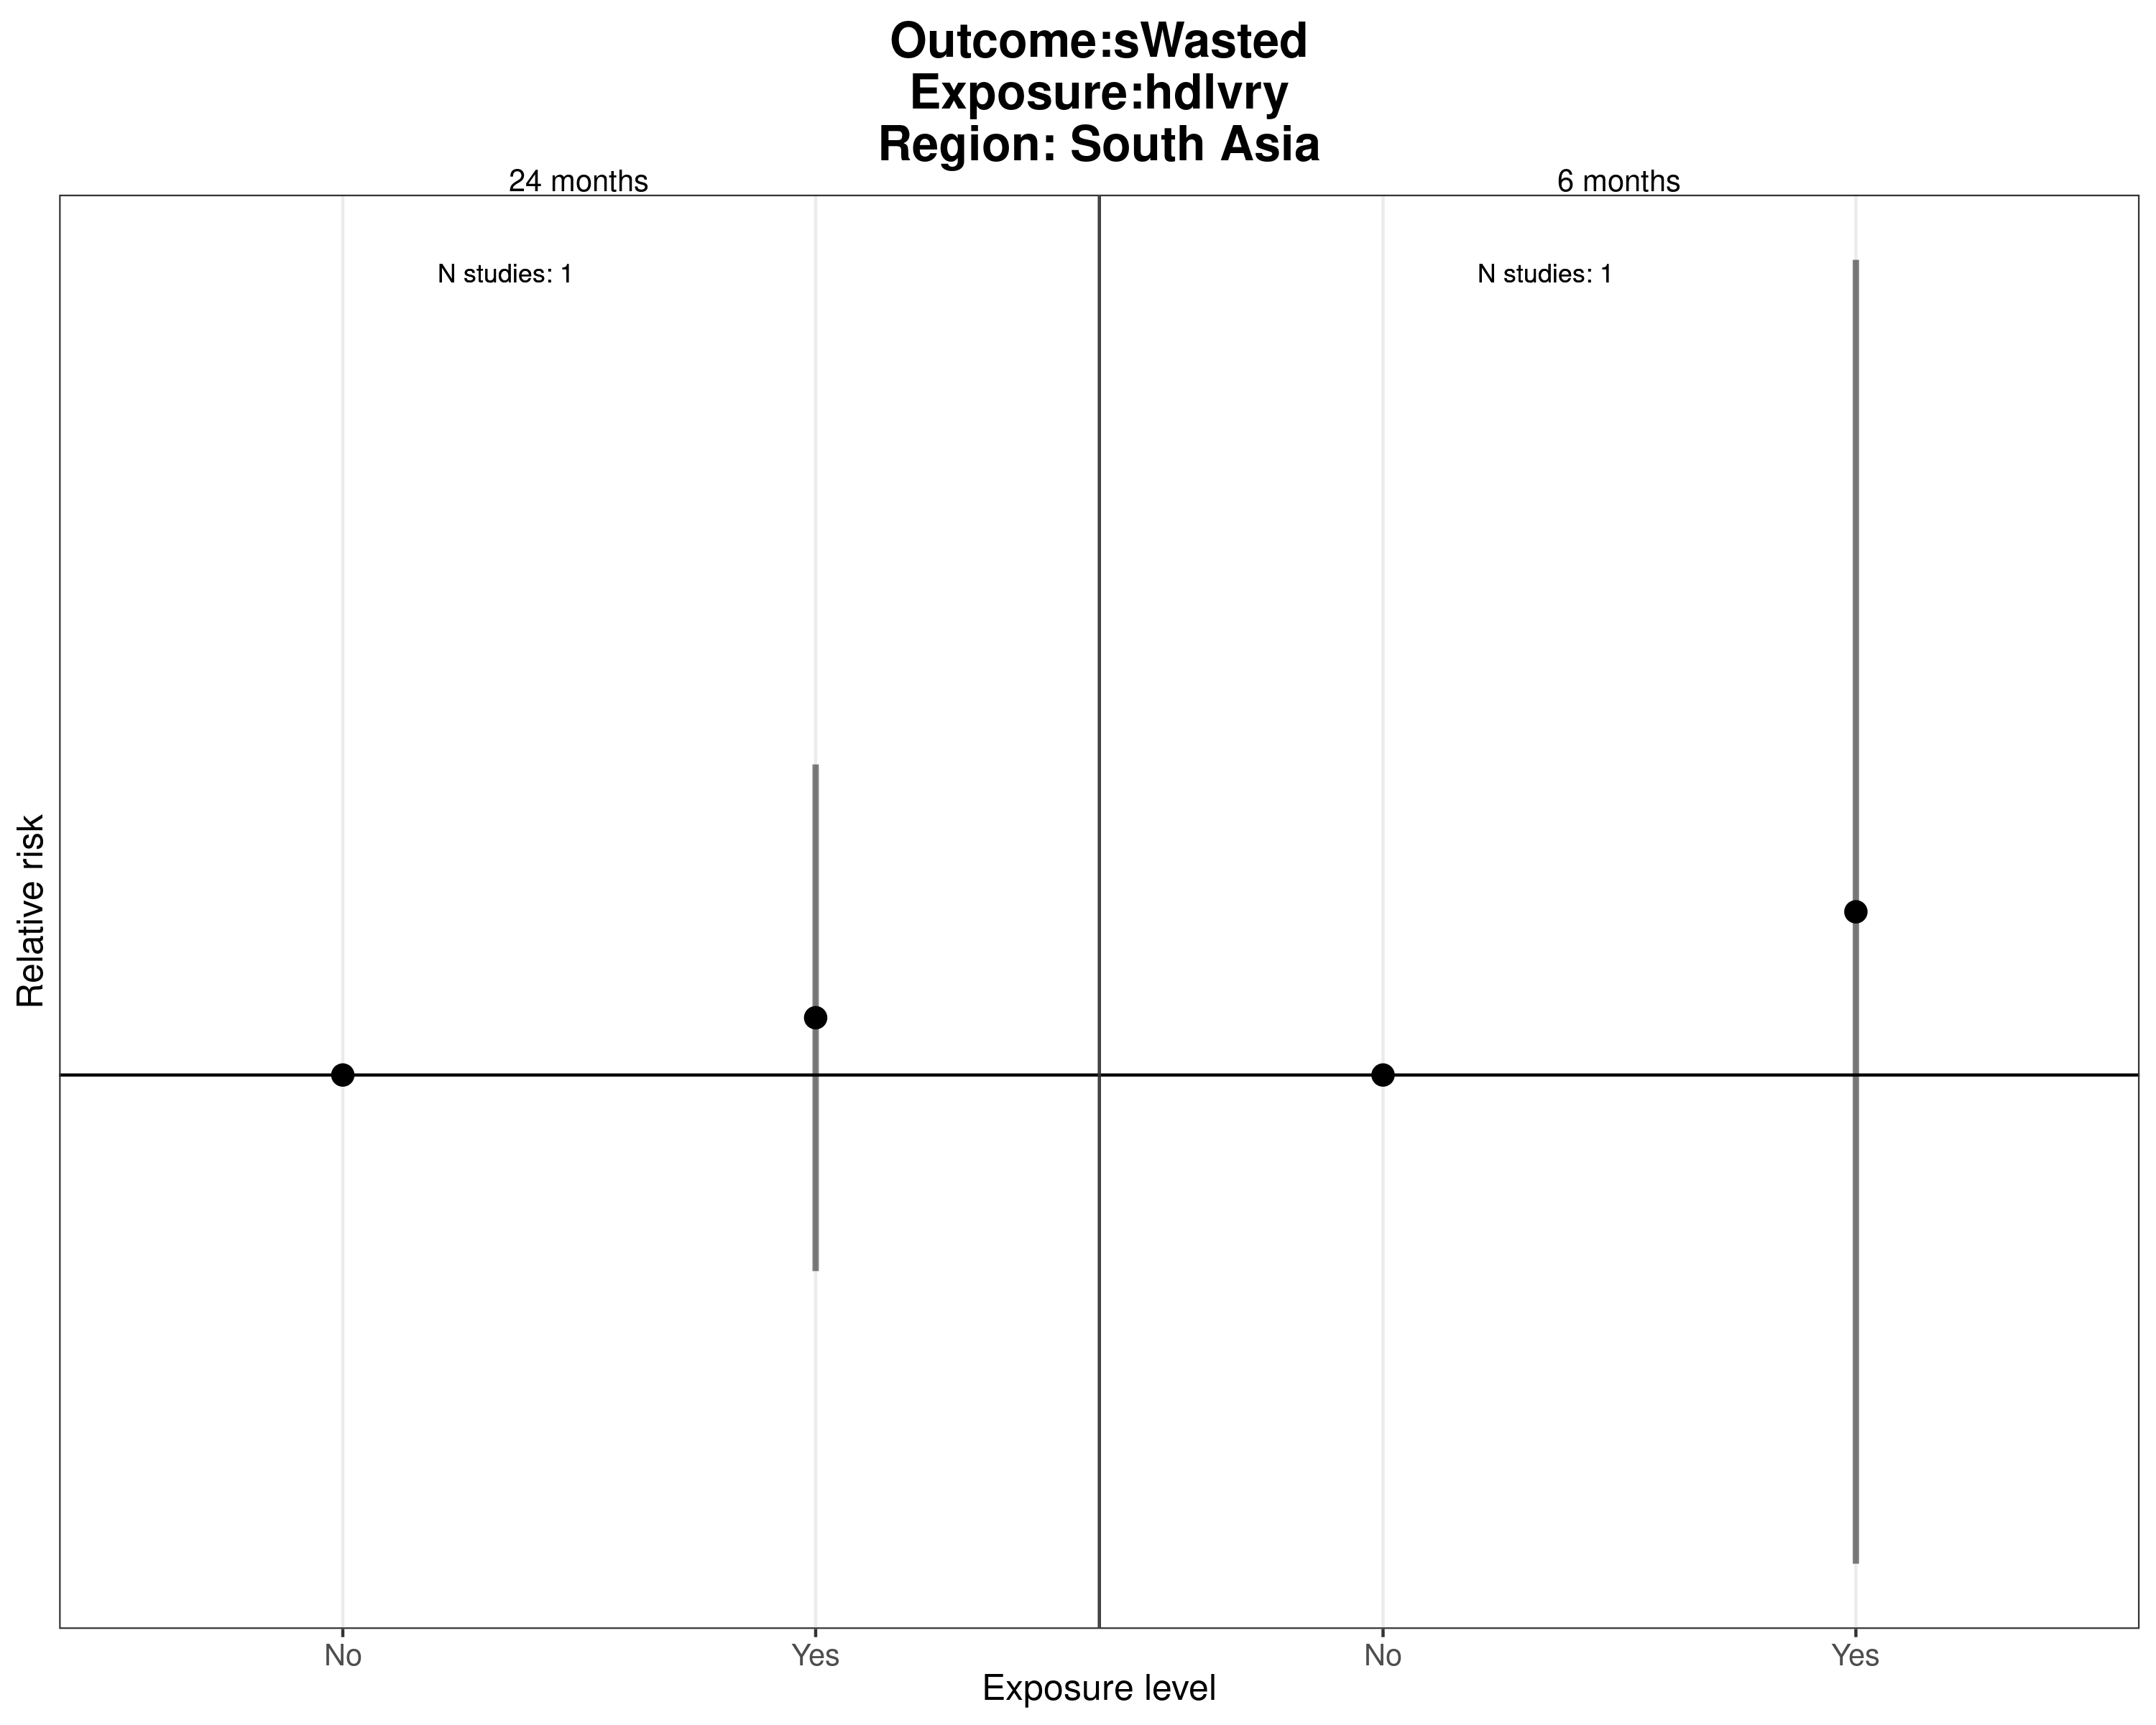 Outcome:sWasted
Exposure:hdlvry
Region: South Asia
24 months
6 months
N studies: 1
N studies: 1
Relative risk
No
Yes
No
Yes
Exposure level